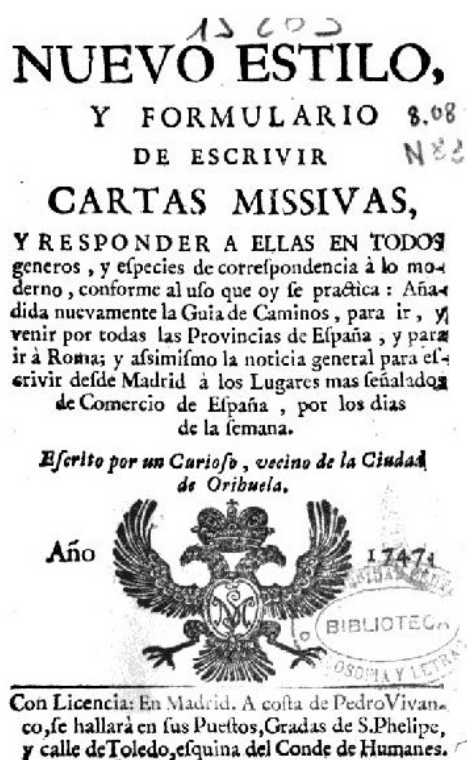 NUEVO ESTILO,
Y FORMULARIO
8.08
DE ESCRIVIR
CARTAS MISSIVAS,
Y RESPONDER A ELLAS EN TODOS
generos, y eſpecies de correſpondencia à lo mo-
derno, conforme al uſo que oy ſe practica: Aña-
dida nuevamente la Guia de Caminos, para ir, y
venir por todas las Provincias de Eſpaña, y para
ir à Roma; y aſsimiſmo la noticia general para eſ-
crivir deſde Madrid à los Lugares mas ſeñalados
de Comercio de Eſpaña, por los dias
de la ſemana.
Eſcrito por un Curioſo, vecino de la Ciudad
de Orihuela.
Año 1747.
BIBLIOTECA
Con Licencia: En Madrid. A coſta de Pedro Vivan-
co, ſe hallarà en ſus Pueſtos, Gradas de S. Phelipe,
y calle de Toledo, eſquina del Conde de Humanes.